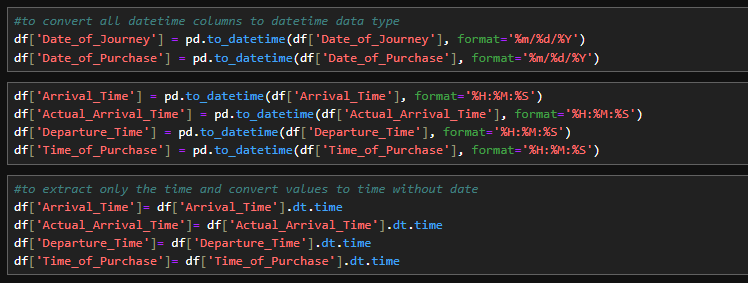 #to convert all datetime columns to datetime data type
df['Date_of_Journey'] = pd.to_datetime(df['Date_of_Journey'], format='%m/%d/%Y')
df['Date_of_Purchase'] = pd.to_datetime(df['Date_of_Purchase'], format='%m/%d/%Y')
df['Arrival_Time'] = pd.to_datetime(df['Arrival_Time'], format='%H:%M:%S')
df['Actual_Arrival_Time'] = pd.to_datetime(df['Actual_Arrival_Time'], format='%H:%M:%S')
df['Departure_Time'] = pd.to_datetime(df['Departure_Time'], format='%H:%M:%S')
df['Time_of_Purchase'] = pd.to_datetime(df['Time_of_Purchase'], format='%H:%M:%S')
#to extract only the time and convert values to time without date
df['Arrival_Time']= df['Arrival_Time'].dt.time
df['Actual_Arrival_Time']= df['Actual_Arrival_Time'].dt.time
df['Departure_Time']= df['Departure_Time'].dt.time
df['Time_of_Purchase']= df['Time_of_Purchase'].dt.time